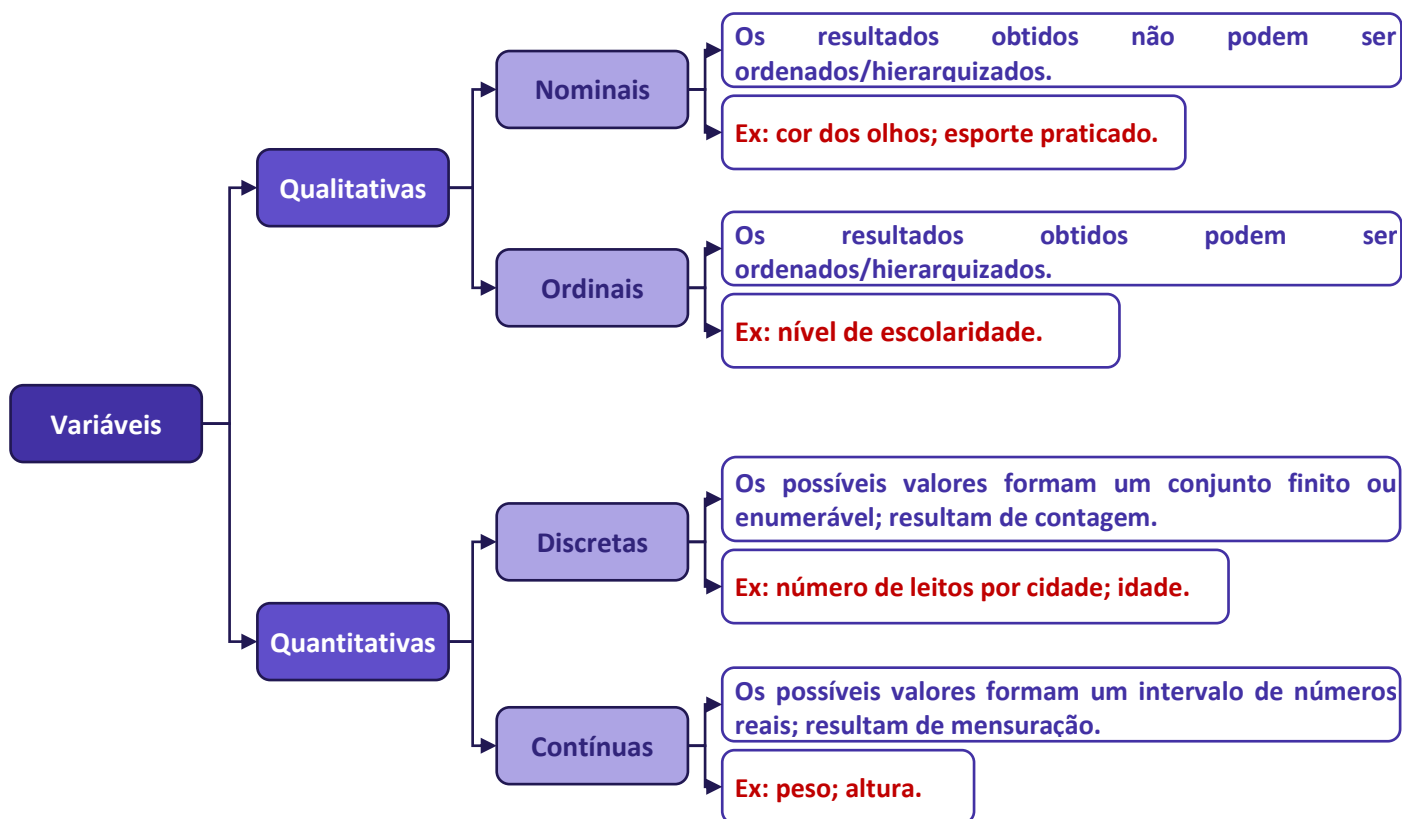 Variáveis
Qualitativas
Nominais
Os resultados obtidos não podem ser
ordenados/hierarquizados.
Ex: cor dos olhos; esporte praticado.
Ordinais
Os resultados obtidos podem ser
ordenados/hierarquizados.
Ex: nível de escolaridade.
Quantitativas
Discretas
Os possíveis valores formam um conjunto finito ou
enumerável; resultam de contagem.
Ex: número de leitos por cidade; idade.
Contínuas
Os possíveis valores formam um intervalo de números
reais; resultam de mensuração.
Ex: peso; altura.